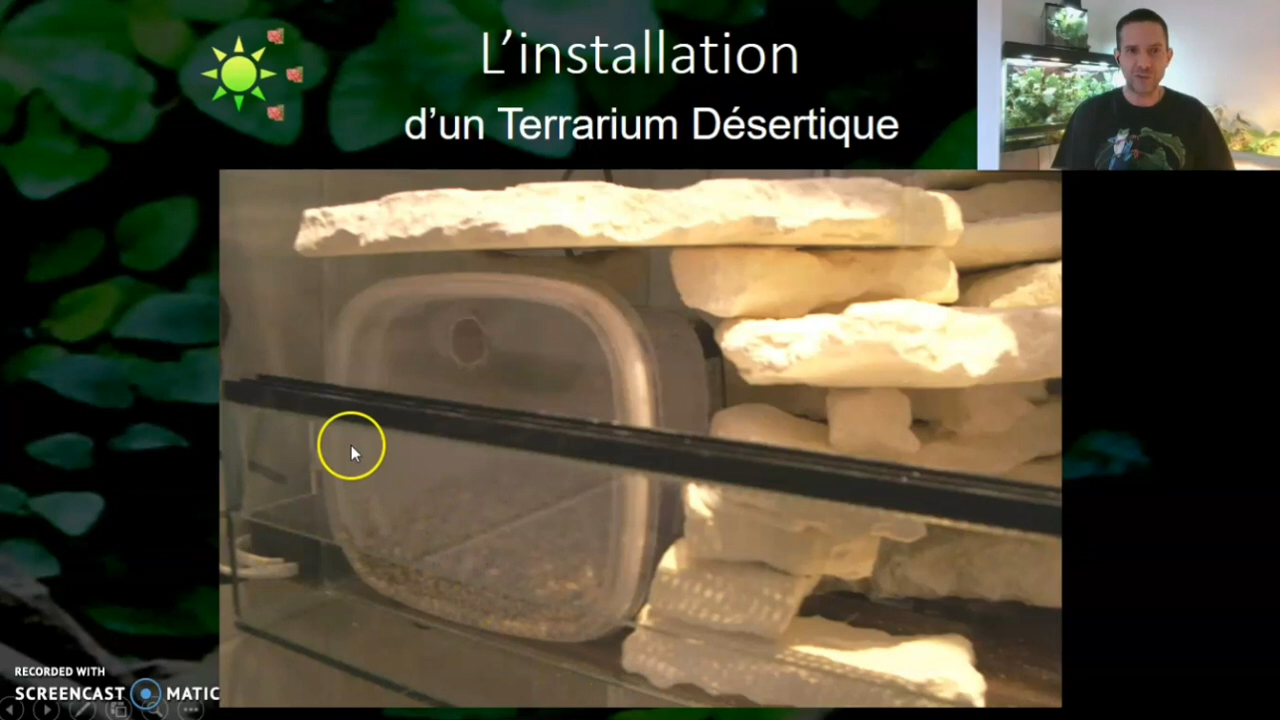 L’installation
d’un Terrarium Désertique
RECORDED WITH
SCREENCAST MATIC